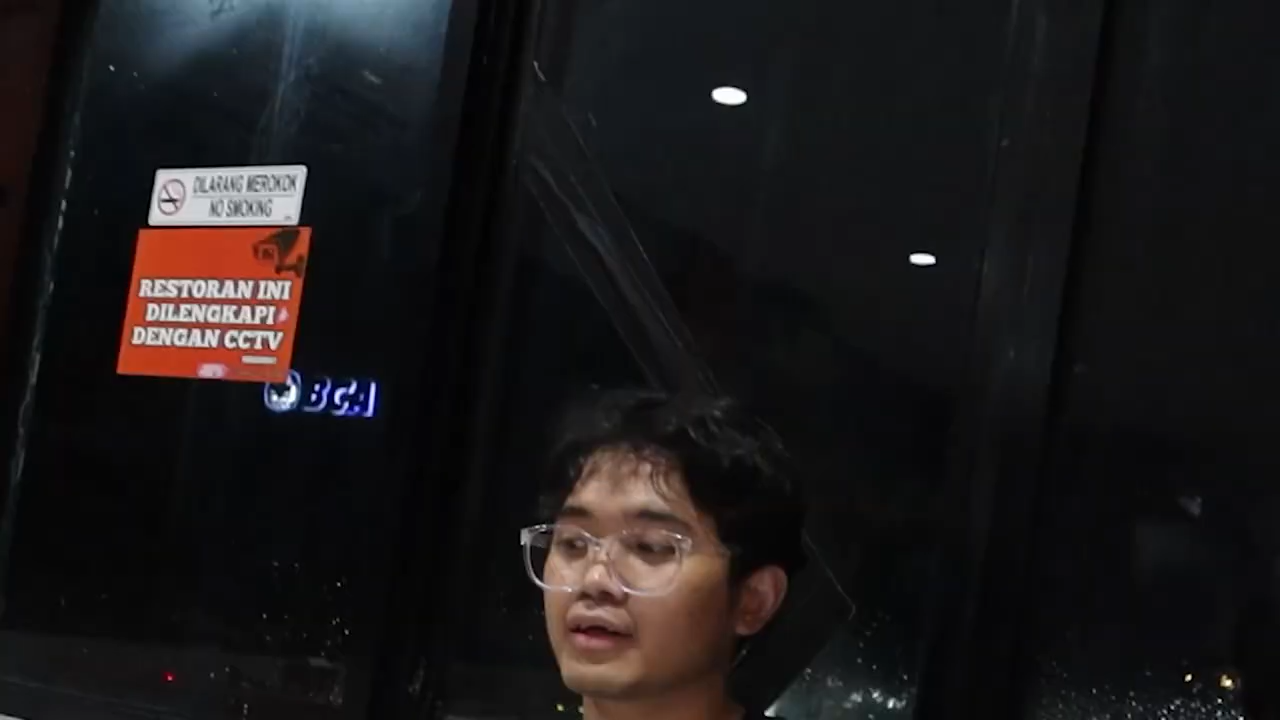 DILARANG MEROKOK
NO SMOKING
RESTORAN INI
DILENGKAPI
DENGAN CCTV
BCA